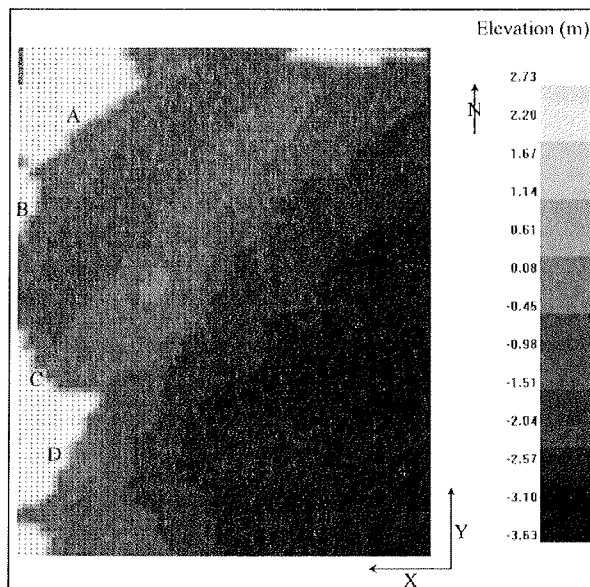 Elevation (m)
2.73
2.20
1.67
1.14
0.61
0.08
-0.45
-0.98
-1.51
-2.04
-2.57
-3.10
-3.63
N
A
B
C
D
Y
X